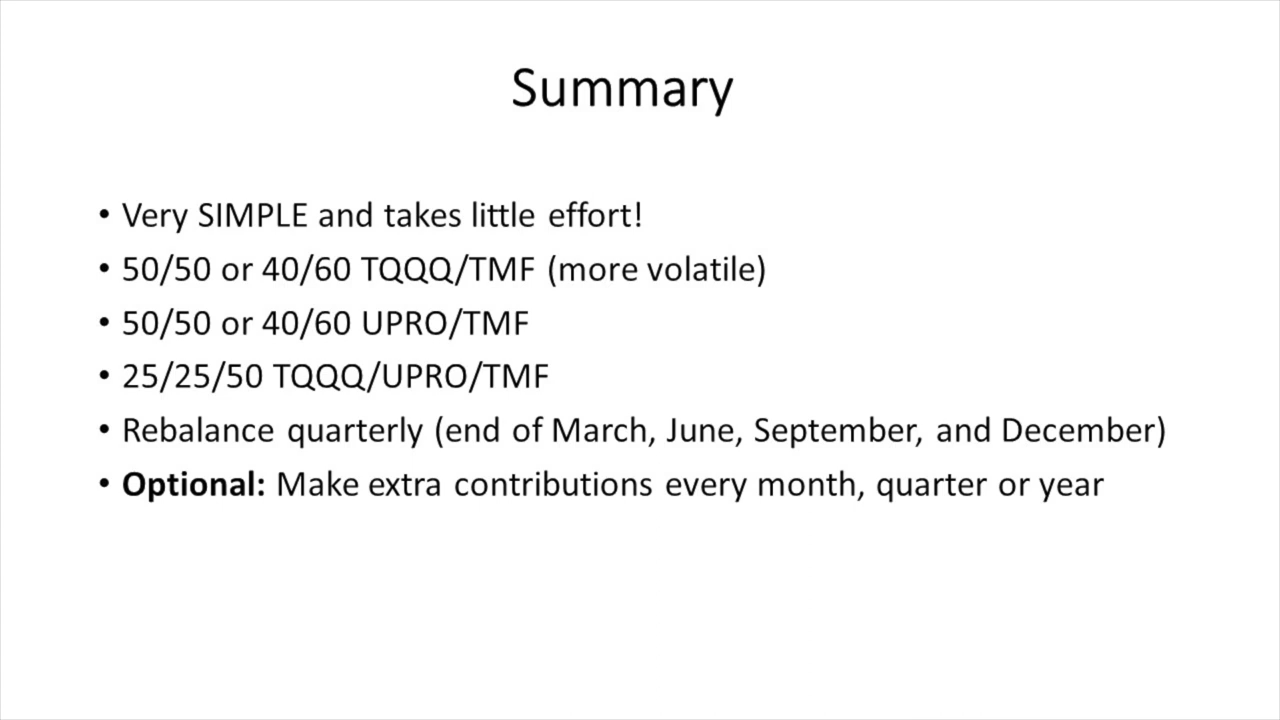 Summary
• Very SIMPLE and takes little effort!
• 50/50 or 40/60 TQQQ/TMF (more volatile)
• 50/50 or 40/60 UPRO/TMF
• 25/25/50 TQQQ/UPRO/TMF
• Rebalance quarterly (end of March, June, September, and December)
• Optional: Make extra contributions every month, quarter or year